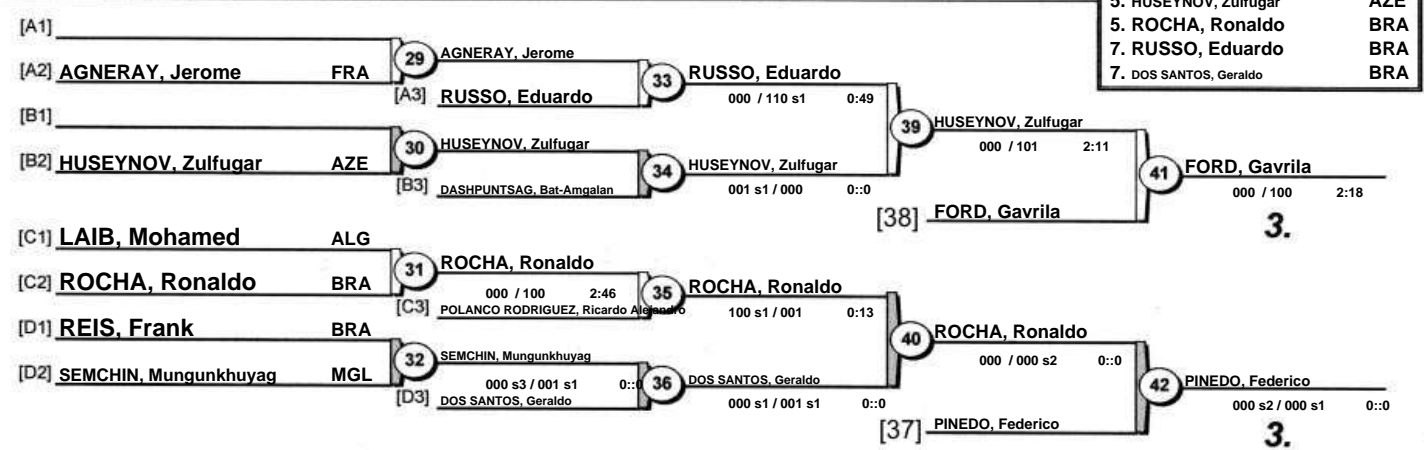 5. HUSEYNOV, Zulfugar AZE
5. ROCHA, Ronaldo BRA
7. RUSSO, Eduardo BRA
7. DOS SANTOS, Geraldo BRA
[A1]
29 AGNERAY, Jerome
[A2] AGNERAY, Jerome FRA
33 RUSSO, Eduardo
[A3] RUSSO, Eduardo
000 / 110 s1 0:49
[B1]
39 HUSEYNOV, Zulfugar
30 HUSEYNOV, Zulfugar
000 / 101 2:11
[B2] HUSEYNOV, Zulfugar AZE
34 HUSEYNOV, Zulfugar
41 FORD, Gavrila
[B3] DASHPUNTSAG, Bat-Amgalan
001 s1 / 000 0::0
000 / 100 2:18
[38] FORD, Gavrila
3.
[C1] LAIB, Mohamed ALG
31 ROCHA, Ronaldo
[C2] ROCHA, Ronaldo BRA
000 / 100 2:46
35 ROCHA, Ronaldo
[C3] POLANCO RODRIGUEZ, Ricardo Alejandro
100 s1 / 001 0:13
[D1] REIS, Frank BRA
40 ROCHA, Ronaldo
32 SEMCHIN, Mungunkhuyag
000 / 000 s2 0::0
[D2] SEMCHIN, Mungunkhuyag MGL
000 s3 / 001 s1 0::0
36 DOS SANTOS, Geraldo
42 PINEDO, Federico
[D3] DOS SANTOS, Geraldo
000 s1 / 001 s1 0::0
000 s2 / 000 s1 0::0
[37] PINEDO, Federico
3.